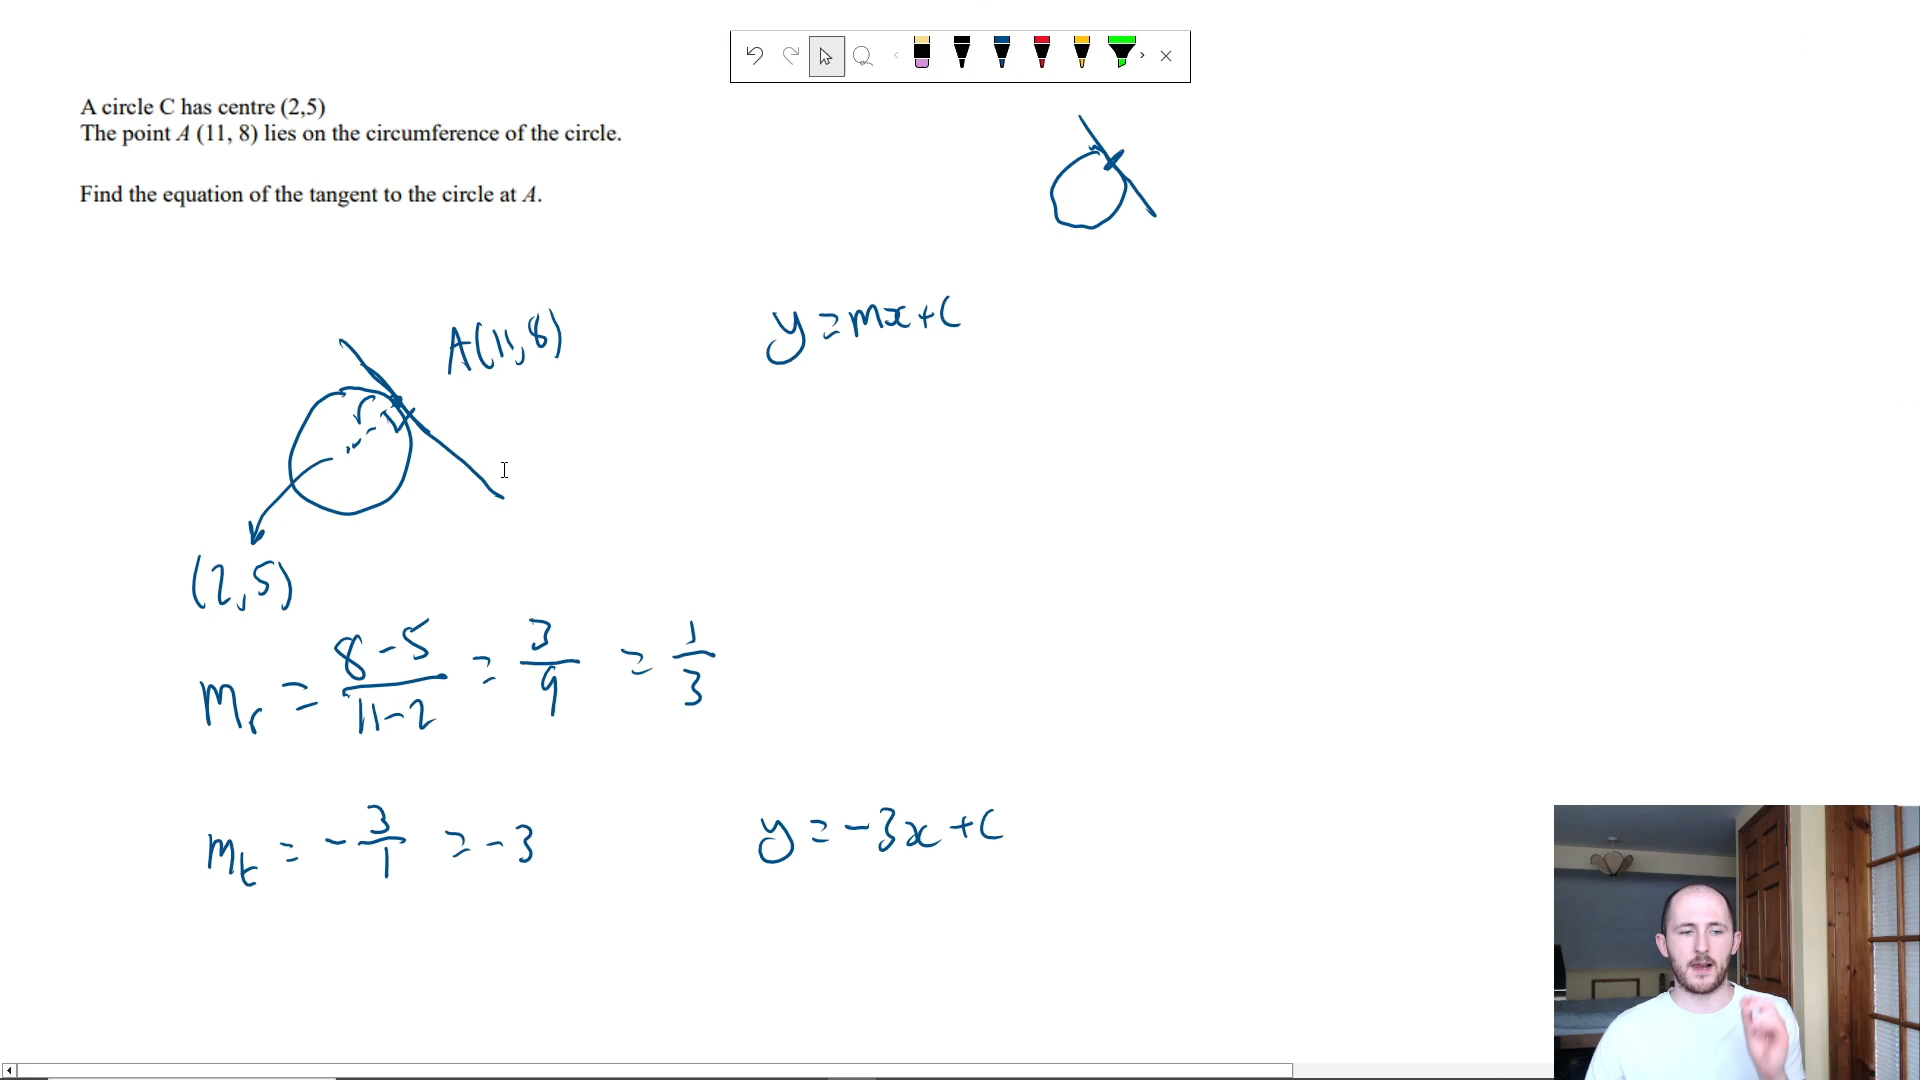 A circle C has centre (2,5)
The point A (11, 8) lies on the circumference of the circle.
Find the equation of the tangent to the circle at A.
A(11,8)
y = mx + c
(2,5)
m_r = (8-5)/(11-2) = 3/9 = 1/3
m_t = -3/1 = -3
y = -3x + c
r